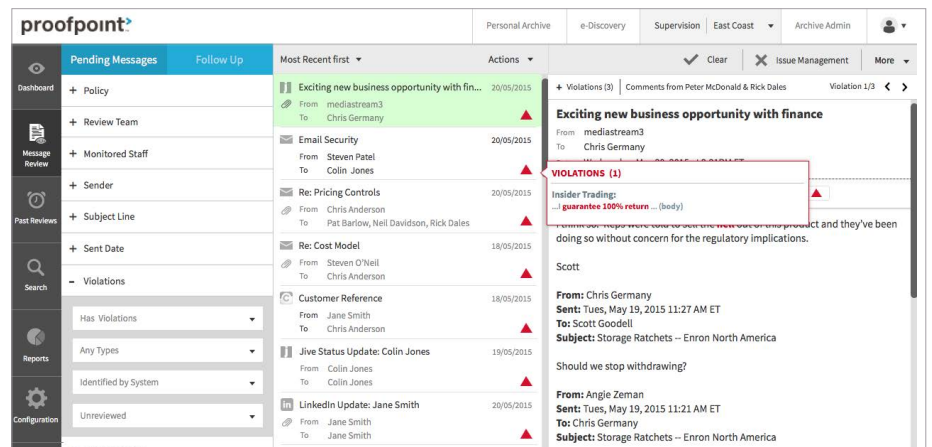 proofpoint
Personal Archive
e-Discovery
Supervision East Coast
Archive Admin
Dashboard
Message Review
Past Reviews
Search
Reports
Configuration
Pending Messages
Follow Up
+ Policy
+ Review Team
+ Monitored Staff
+ Sender
+ Subject Line
+ Sent Date
- Violations
Has Violations
Any Types
Identified by System
Unreviewed
Most Recent first
Actions
Exciting new business opportunity with fin... 20/05/2015
From mediastream3
To Chris Germany
Email Security 20/05/2015
From Steven Patel
To Colin Jones
Re: Pricing Controls 20/05/2015
From Chris Anderson
To Pat Barlow, Neil Davidson, Rick Dales
Re: Cost Model 18/05/2015
From Steven O'Neil
To Chris Anderson
Customer Reference 18/05/2015
From Jane Smith
To Chris Anderson
Jive Status Update: Colin Jones 19/05/2015
From Colin Jones
To Colin Jones
LinkedIn Update: Jane Smith 20/05/2015
From Jane Smith
To Jane Smith
Clear
Issue Management
More
+ Violations (3) Comments from Peter McDonald & Rick Dales Violation 1/3
Exciting new business opportunity with finance
From mediastream3
To Chris Germany
VIOLATIONS (1)
Insider Trading:
...I guarantee 100% return ... (body)
product and they've been
doing so without concern for the regulatory implications.
Scott
From: Chris Germany
Sent: Tues, May 19, 2015 11:27 AM ET
To: Scott Goodell
Subject: Storage Ratchets -- Enron North America
Should we stop withdrawing?
From: Angie Zeman
Sent: Tues, May 19, 2015 11:21 AM ET
To: Chris Germany
Subject: Storage Ratchets -- Enron North America